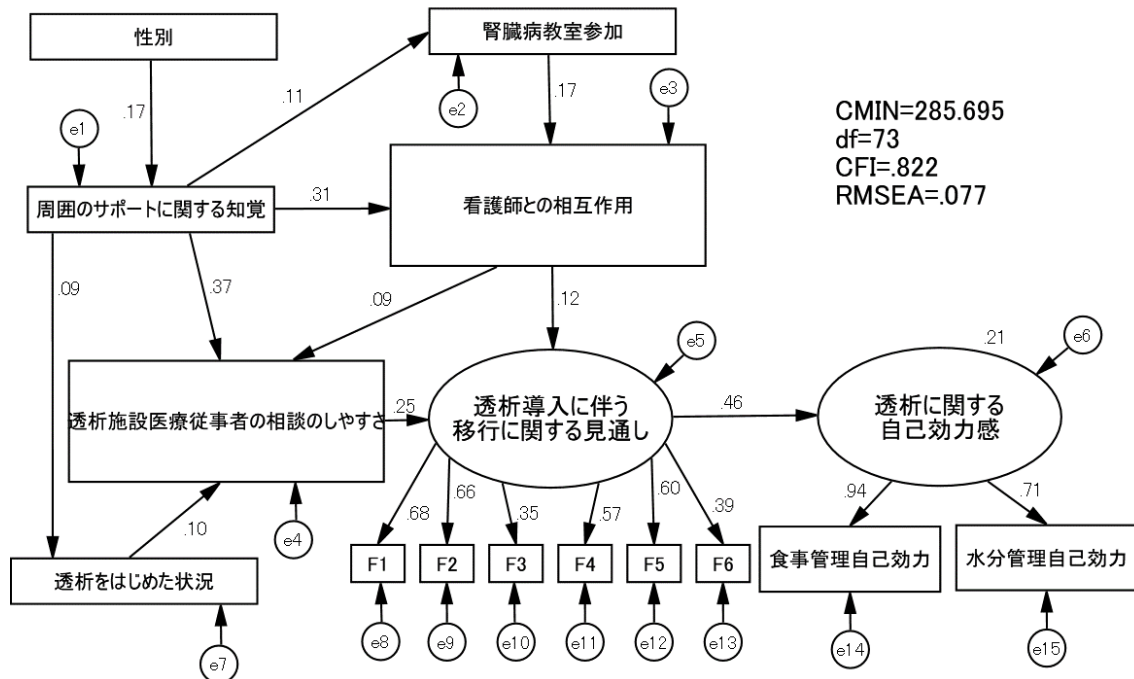 性別
腎臓病教室参加
.17
.11
e1
e2
.17
e3
CMIN=285.695
df=73
CFI=.822
RMSEA=.077
周囲のサポートに関する知覚
.31
看護師との相互作用
.09
.37
.09
.12
e5
.21
e6
透析施設医療従事者の相談のしやすさ
.25
透析導入に伴う
移行に関する見通し
.46
透析に関する
自己効力感
.10
e4
.68
.66
.35
.57
.60
.39
.94
.71
透析をはじめた状況
F1
F2
F3
F4
F5
F6
食事管理自己効力
水分管理自己効力
e7
e8
e9
e10
e11
e12
e13
e14
e15